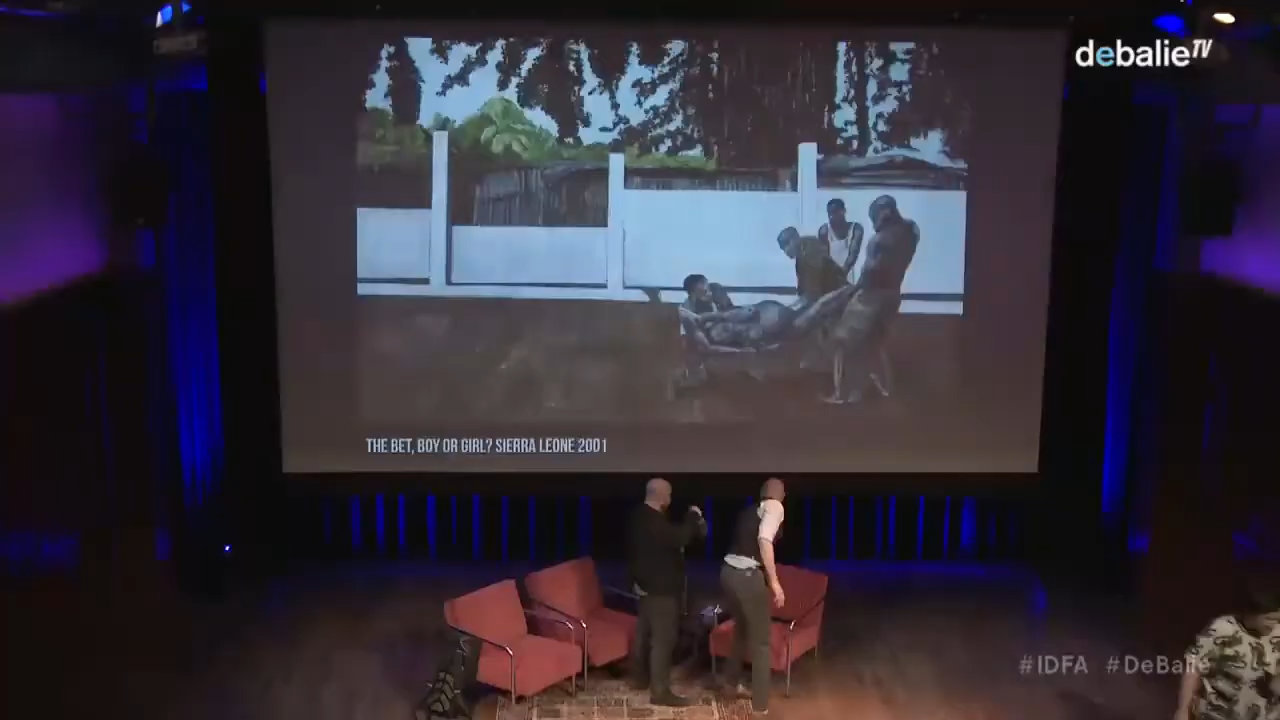 debalieTV
THE BET, BOY OR GIRL? SIERRA LEONE 2001
#IDFA #DeBalie